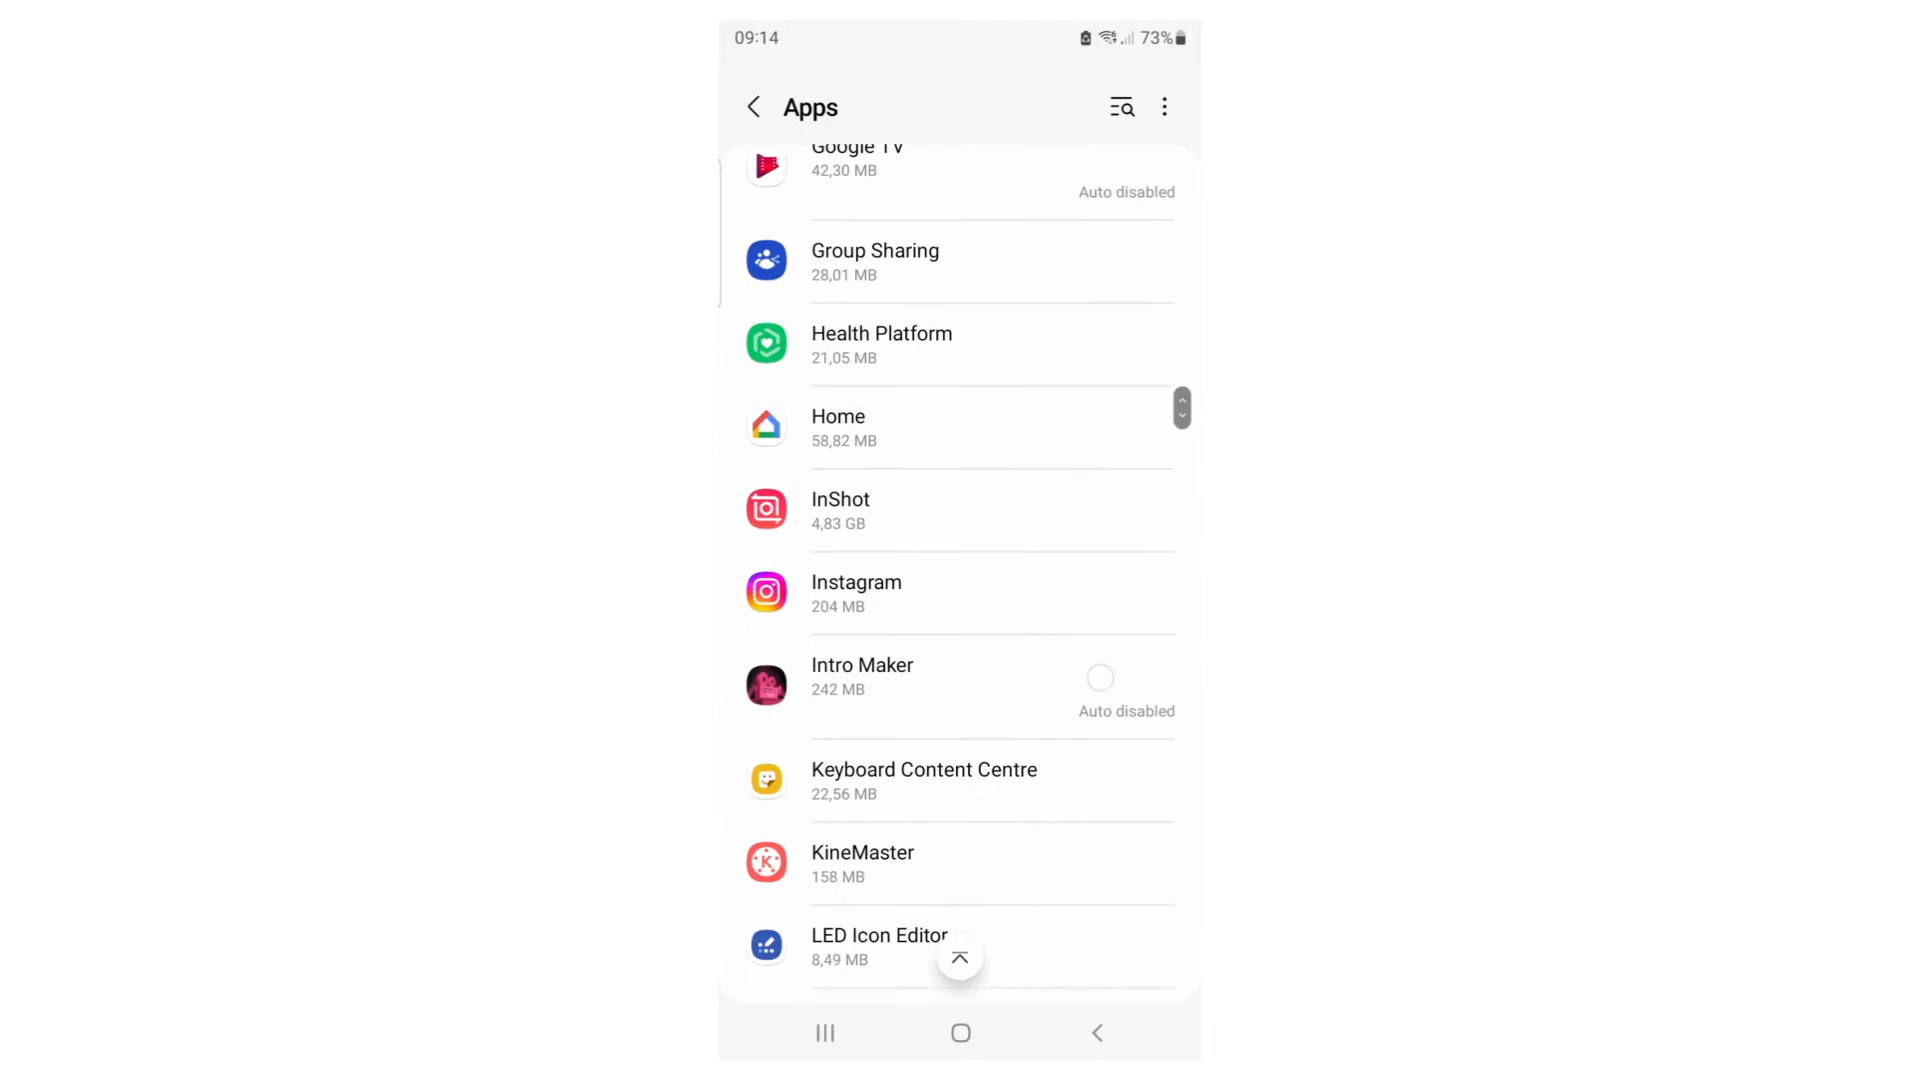 09:14
73%
Apps
Google TV
42,30 MB
Auto disabled
Group Sharing
28,01 MB
Health Platform
21,05 MB
Home
58,82 MB
InShot
4,83 GB
Instagram
204 MB
Intro Maker
242 MB
Auto disabled
Keyboard Content Centre
22,56 MB
KineMaster
158 MB
LED Icon Editor
8,49 MB